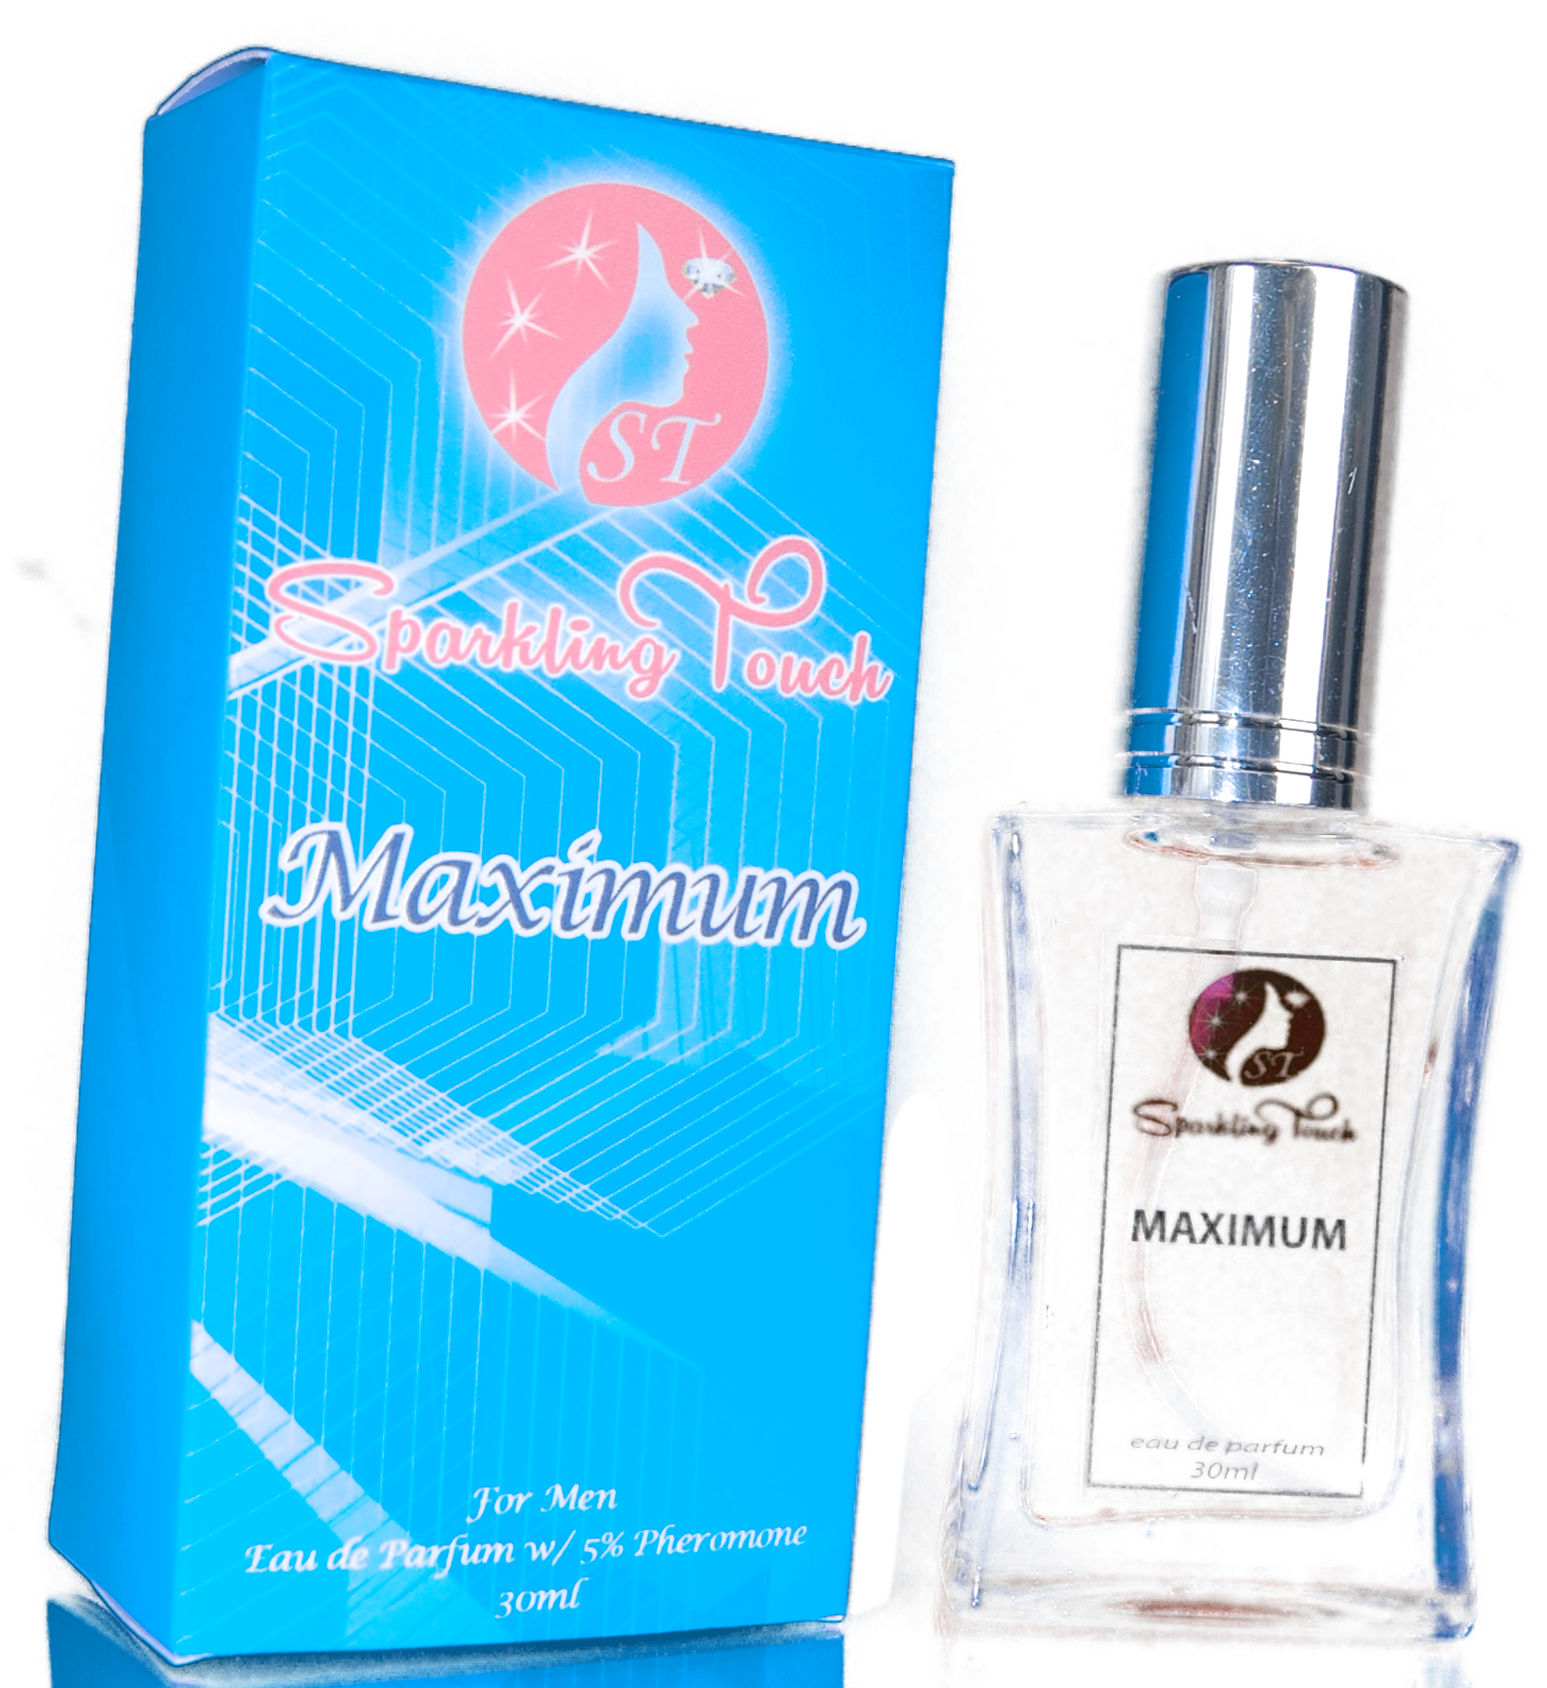 ST
Sparkling Touch
Maximum
For Men
Eau de Parfum w/ 5% Pheromone
30ml
ST
Sparkling Touch
MAXIMUM
eau de parfum
30ml